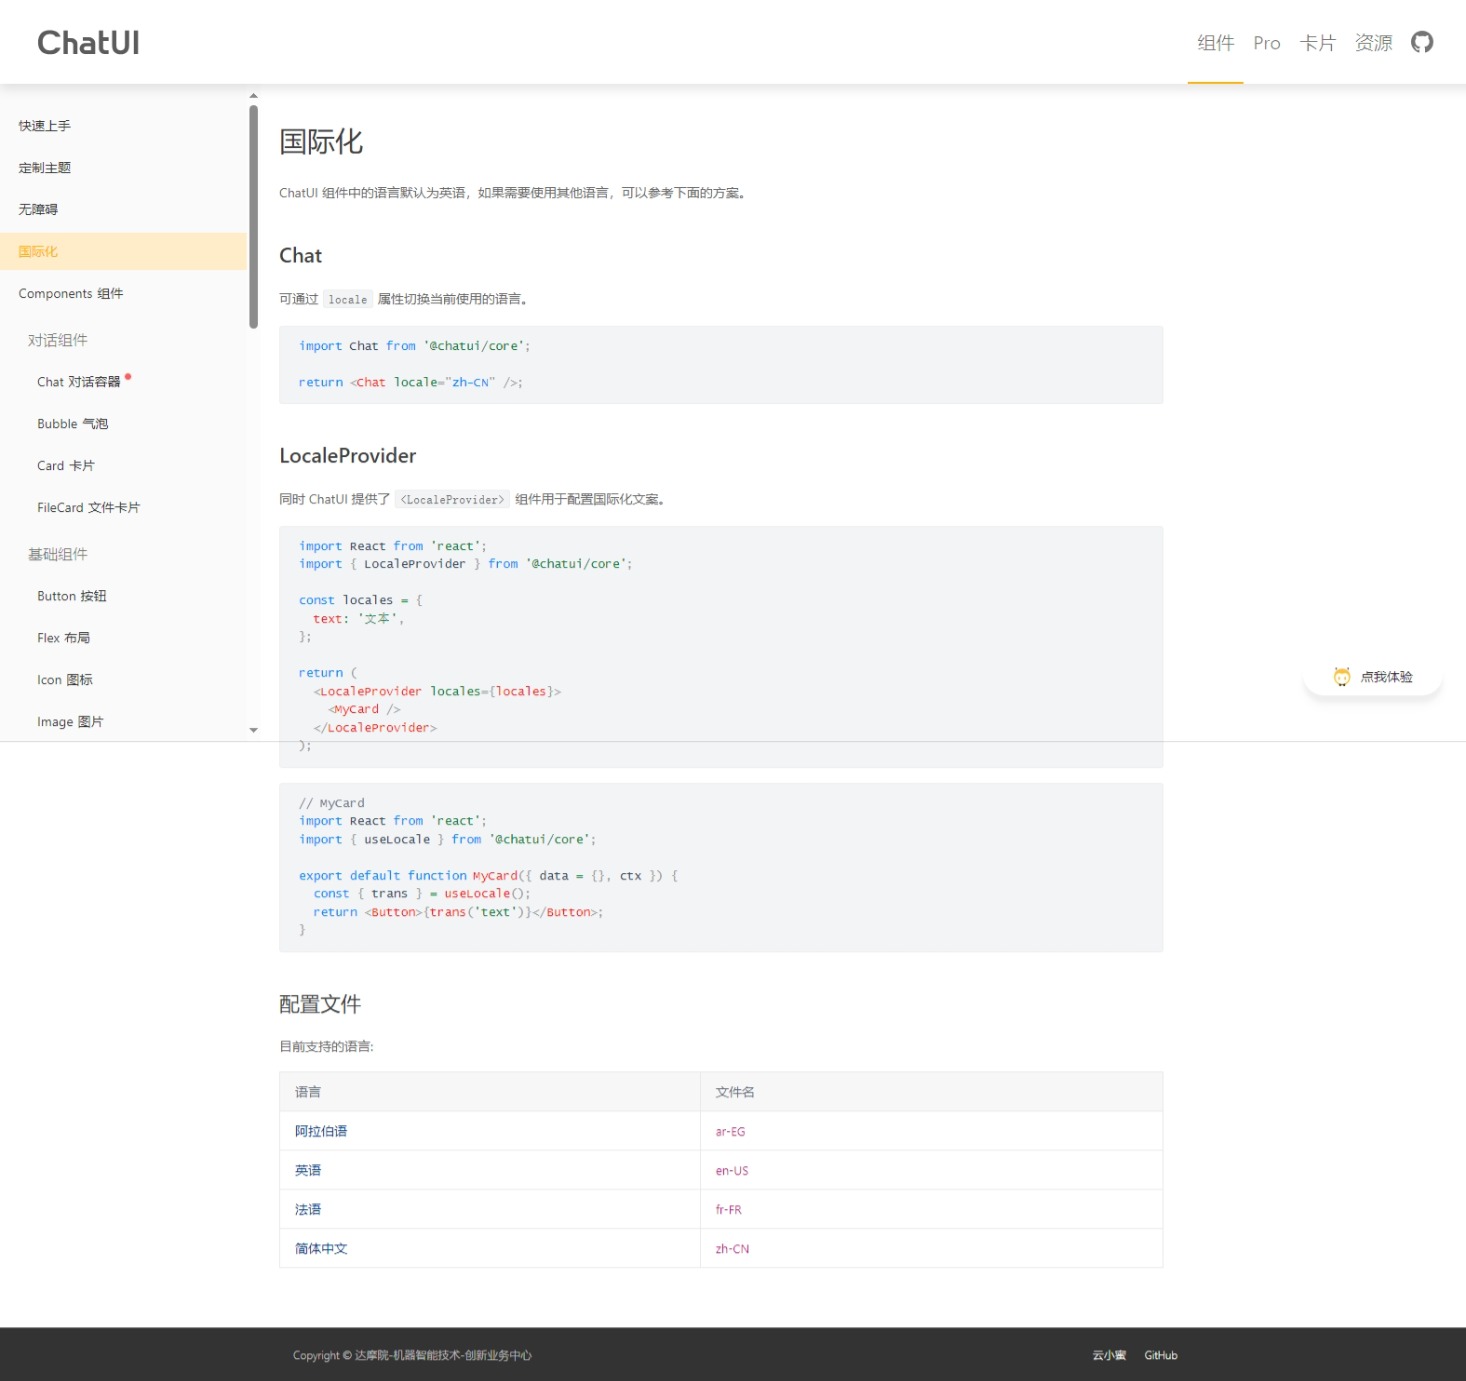 ChatUI
组件 Pro 卡片 资源
快速上手
定制主题
无障碍
国际化
Components 组件
对话组件
Chat 对话容器
Bubble 气泡
Card 卡片
FileCard 文件卡片
基础组件
Button 按钮
Flex 布局
Icon 图标
Image 图片
国际化
ChatUI 组件中的语言默认为英语，如果需要使用其他语言，可以参考下面的方案。
Chat
可通过 locale 属性切换当前使用的语言。
import Chat from '@chatui/core';
return <Chat locale="zh-CN" />;
LocaleProvider
同时 ChatUI 提供了 <LocaleProvider> 组件用于配置国际化文案。
import React from 'react';
import { LocaleProvider } from '@chatui/core';
const locales = {
  text: '文本',
};
return (
  <LocaleProvider locales={locales}>
    <MyCard />
  </LocaleProvider>
);
点我体验
// MyCard
import React from 'react';
import { useLocale } from '@chatui/core';
export default function MyCard({ data = {}, ctx }) {
  const { trans } = useLocale();
  return <Button>{trans('text')}</Button>;
}
配置文件
目前支持的语言:
语言 文件名
阿拉伯语 ar-EG
英语 en-US
法语 fr-FR
简体中文 zh-CN
Copyright © 达摩院-机器智能技术-创新业务中心
云小蜜 GitHub